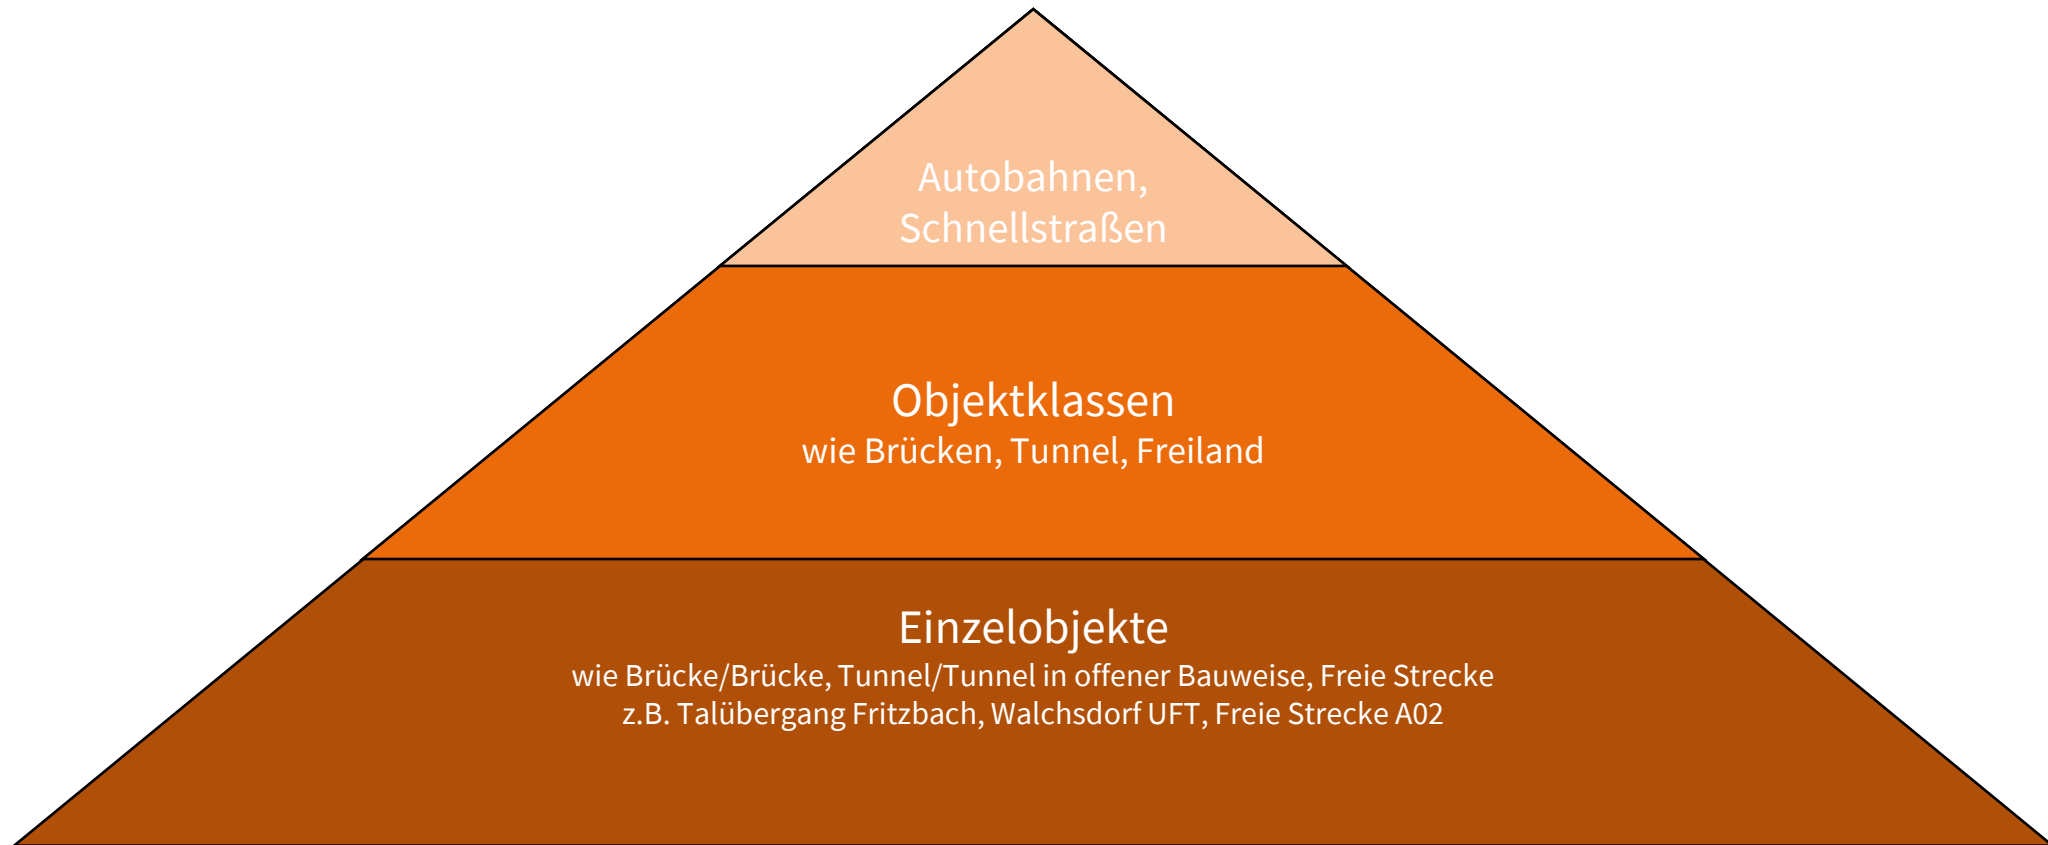 Autobahnen,
Schnellstraßen
Objektklassen
wie Brücken, Tunnel, Freiland
Einzelobjekte
wie Brücke/Brücke, Tunnel/Tunnel in offener Bauweise, Freie Strecke
z.B. Talübergang Fritzbach, Walchsdorf UFT, Freie Strecke A02